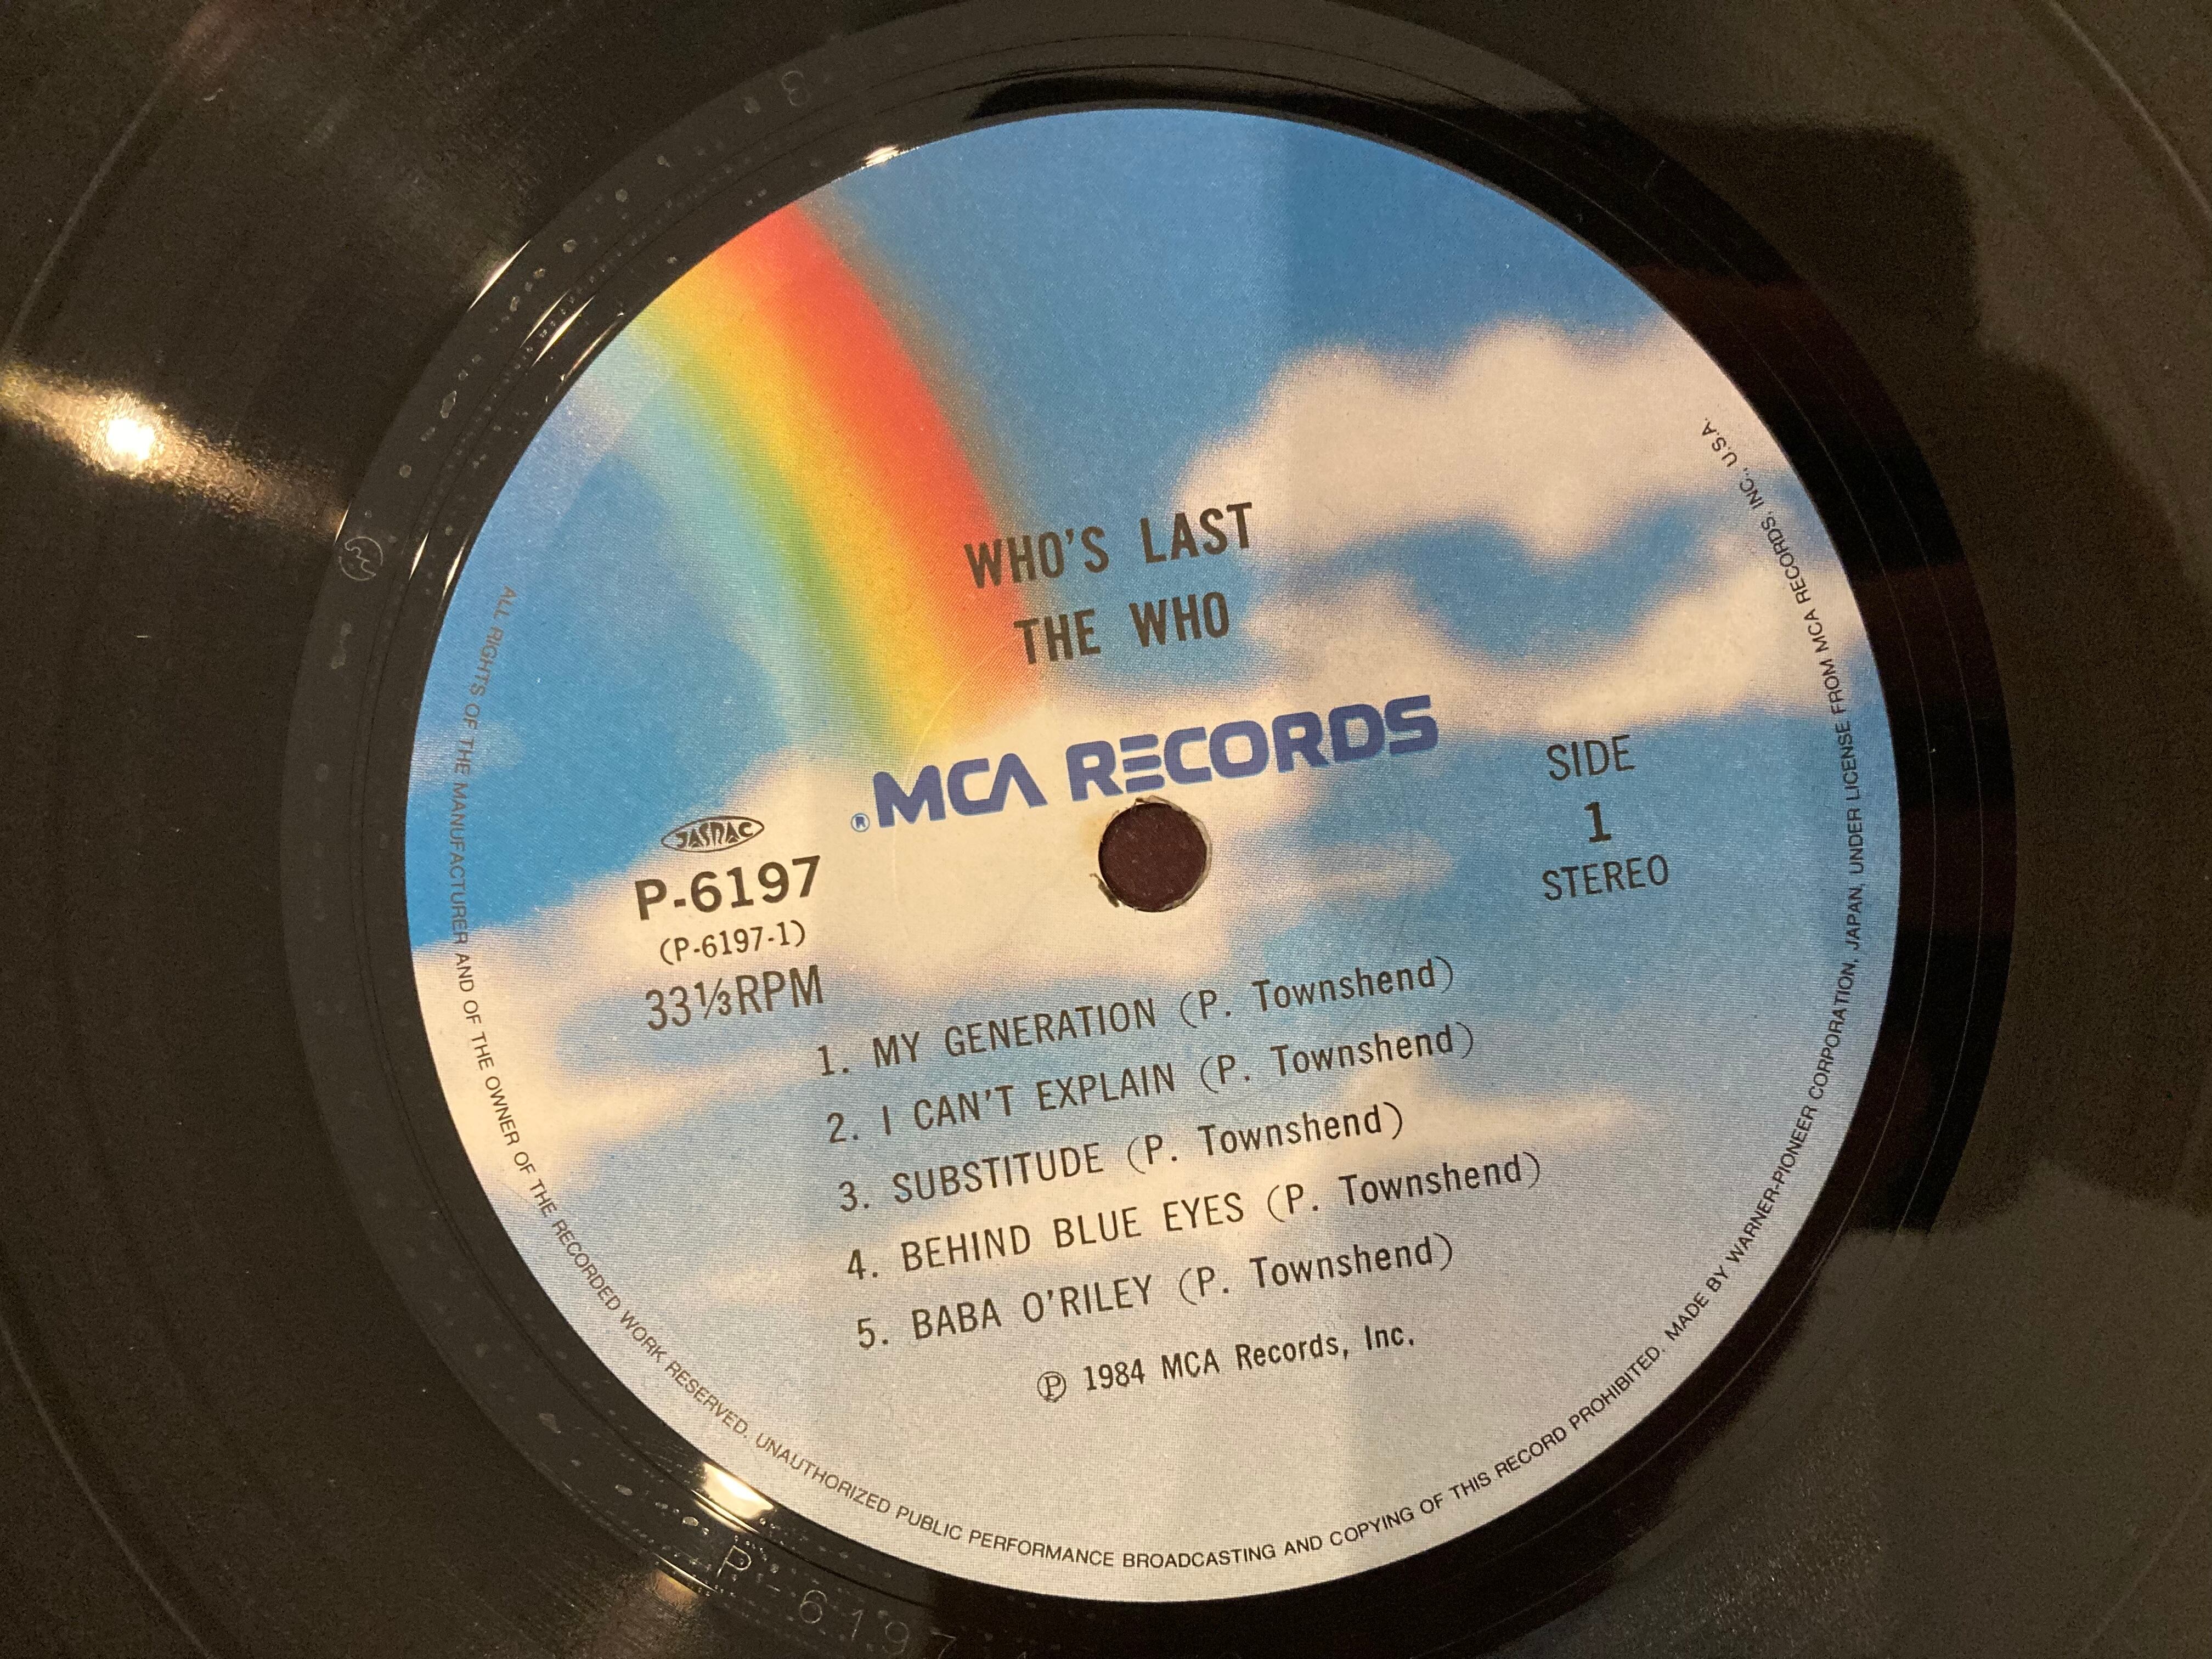 WHO'S LAST
THE WHO
® MCA RECORDS
JASRAC
P-6197
(P-6197-1)
33⅓RPM
SIDE
1
STEREO
1. MY GENERATION (P. Townshend)
2. I CAN'T EXPLAIN (P. Townshend)
3. SUBSTITUDE (P. Townshend)
4. BEHIND BLUE EYES (P. Townshend)
5. BABA O'RILEY (P. Townshend)
℗ 1984 MCA Records, Inc.
ALL RIGHTS OF THE MANUFACTURER AND OF THE OWNER OF THE RECORDED WORK RESERVED. UNAUTHORIZED PUBLIC PERFORMANCE BROADCASTING AND COPYING OF THIS RECORD PROHIBITED. MADE BY WARNER-PIONEER CORPORATION, JAPAN, UNDER LICENSE FROM MCA RECORDS, INC., U.S.A.
P-6197